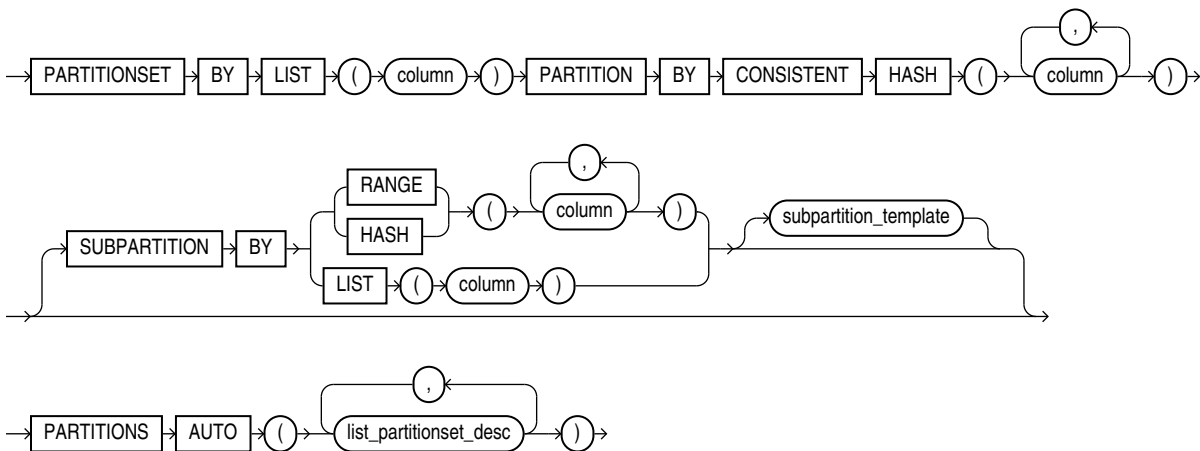 ,
PARTITIONSET BY LIST ( column ) PARTITION BY CONSISTENT HASH ( column )
,
RANGE
SUBPARTITION BY HASH ( column ) subpartition_template
LIST ( column )
,
PARTITIONS AUTO ( list_partitionset_desc )